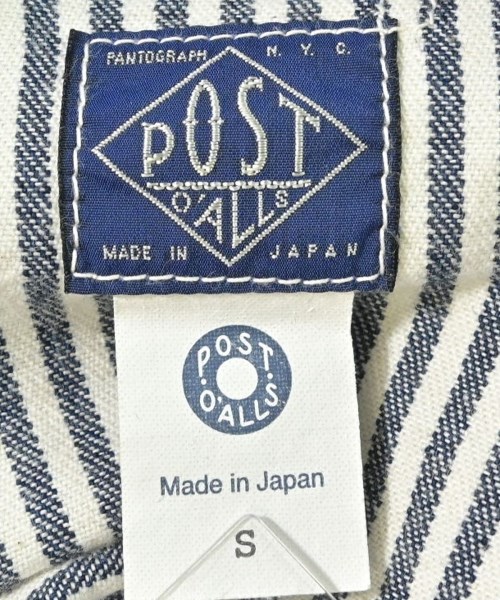 PANTOGRAPH N. Y. C.
POST
O'ALLS
MADE IN JAPAN
POST
O'ALLS
Made in Japan
S